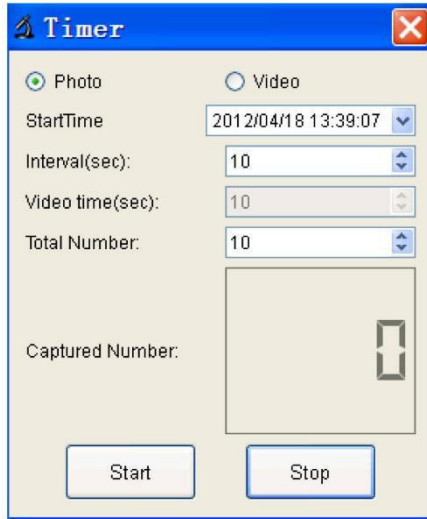 Timer
Photo Video
StartTime 2012/04/18 13:39:07
Interval(sec): 10
Video time(sec): 10
Total Number: 10
Captured Number: 0
Start Stop